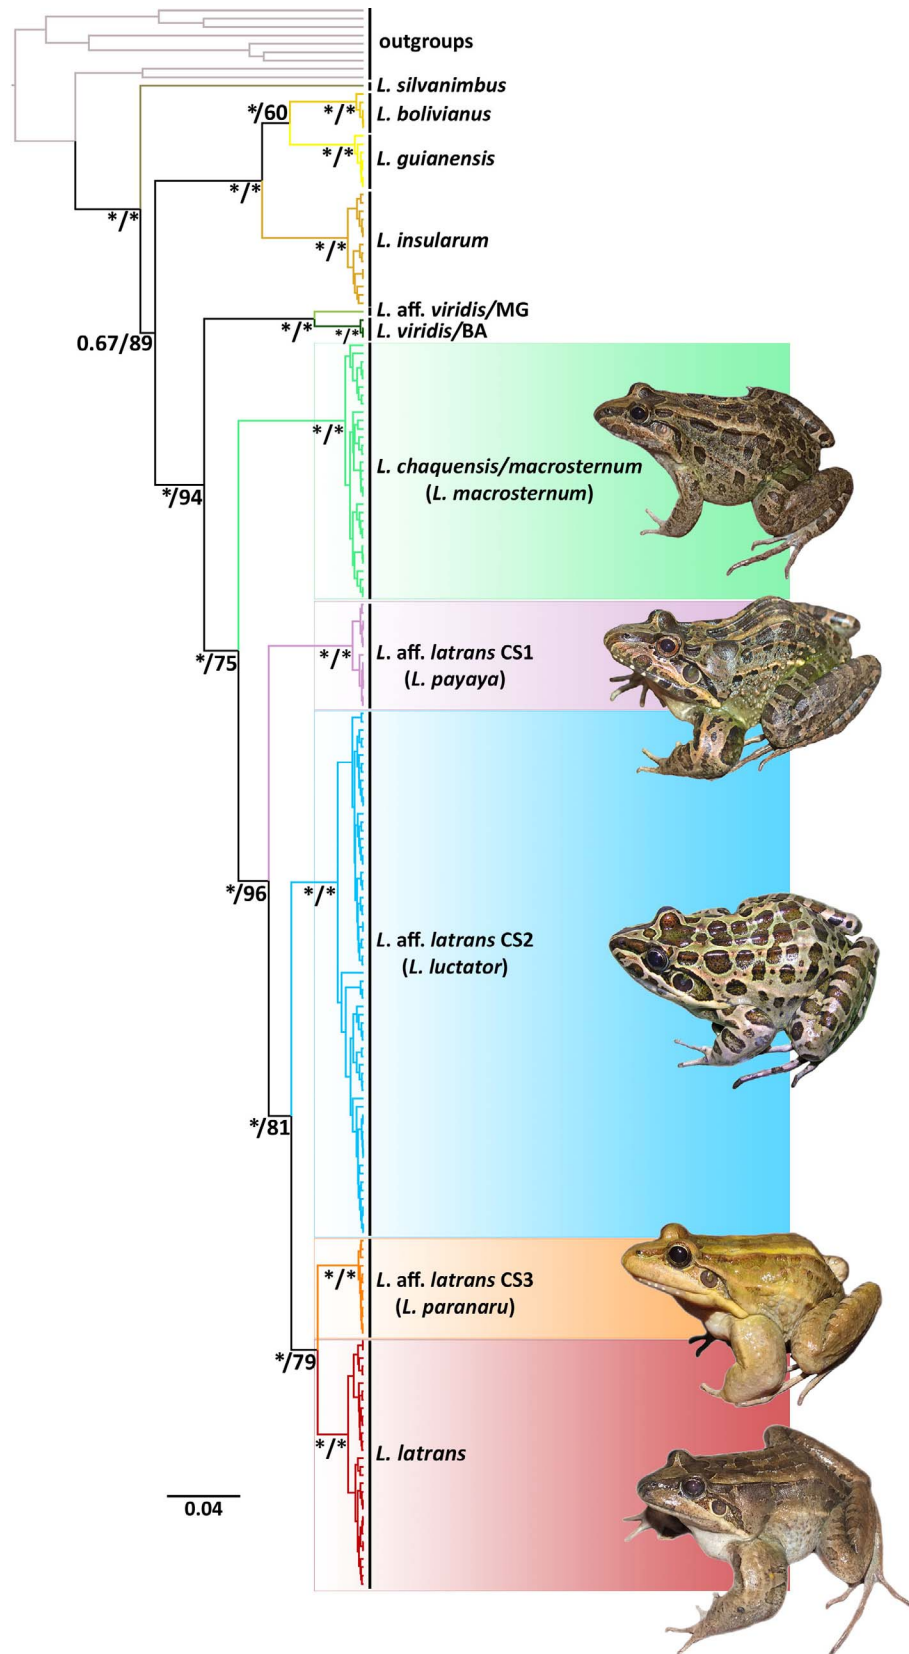 outgroups
L. silvanimbus
*/60
*/*
L. bolivianus
*/*
L. guianensis
*/*
*/*
*/*
L. insularum
L. aff. viridis/MG
*/*
*/*
L. viridis/BA
0.67/89
*/*
L. chaquensis/macrosternum
(L. macrosternum)
*/94
*/75
*/*
L. aff. latrans CS1
(L. payaya)
*/96
*/*
L. aff. latrans CS2
(L. luctator)
*/81
*/*
L. aff. latrans CS3
(L. paranaru)
*/79
*/*
L. latrans
0.04